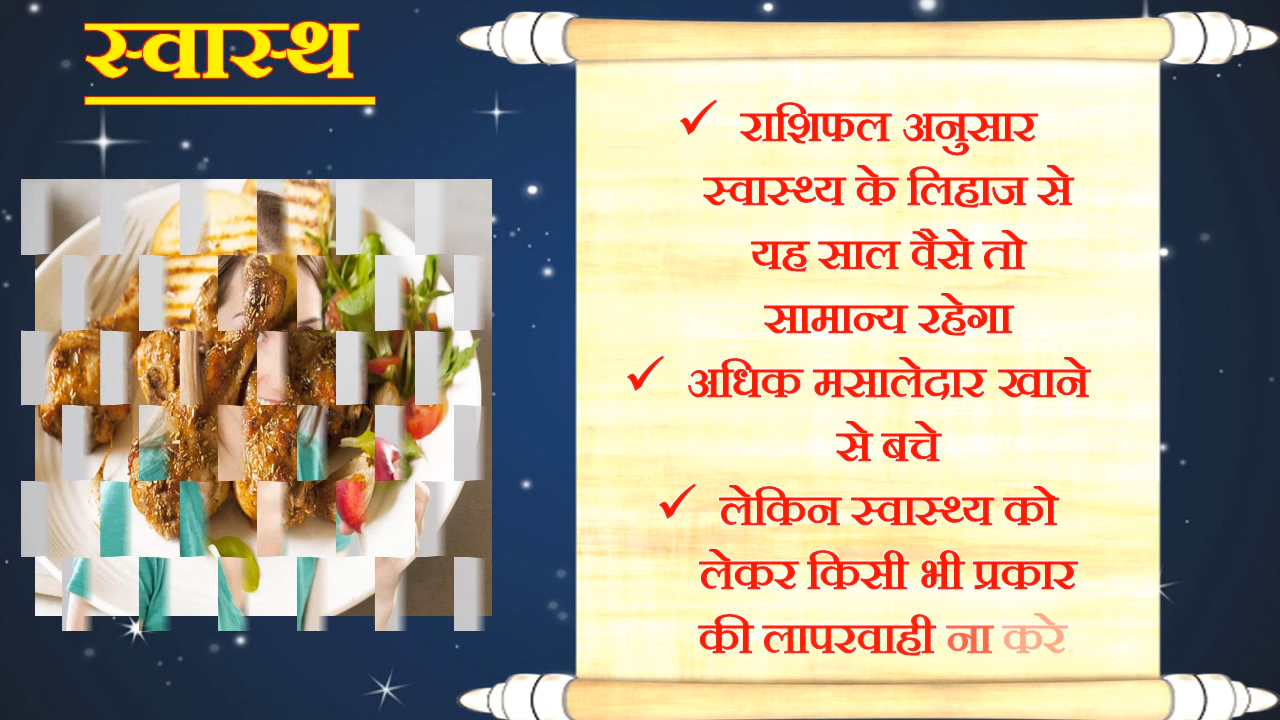 स्वास्थ
राशिफल अनुसार
स्वास्थ्य के लिहाज से
यह साल वैसे तो
सामान्य रहेगा
अधिक मसालेदार खाने
से बचे
लेकिन स्वास्थ्य को
लेकर किसी भी प्रकार
की लापरवाही ना करे